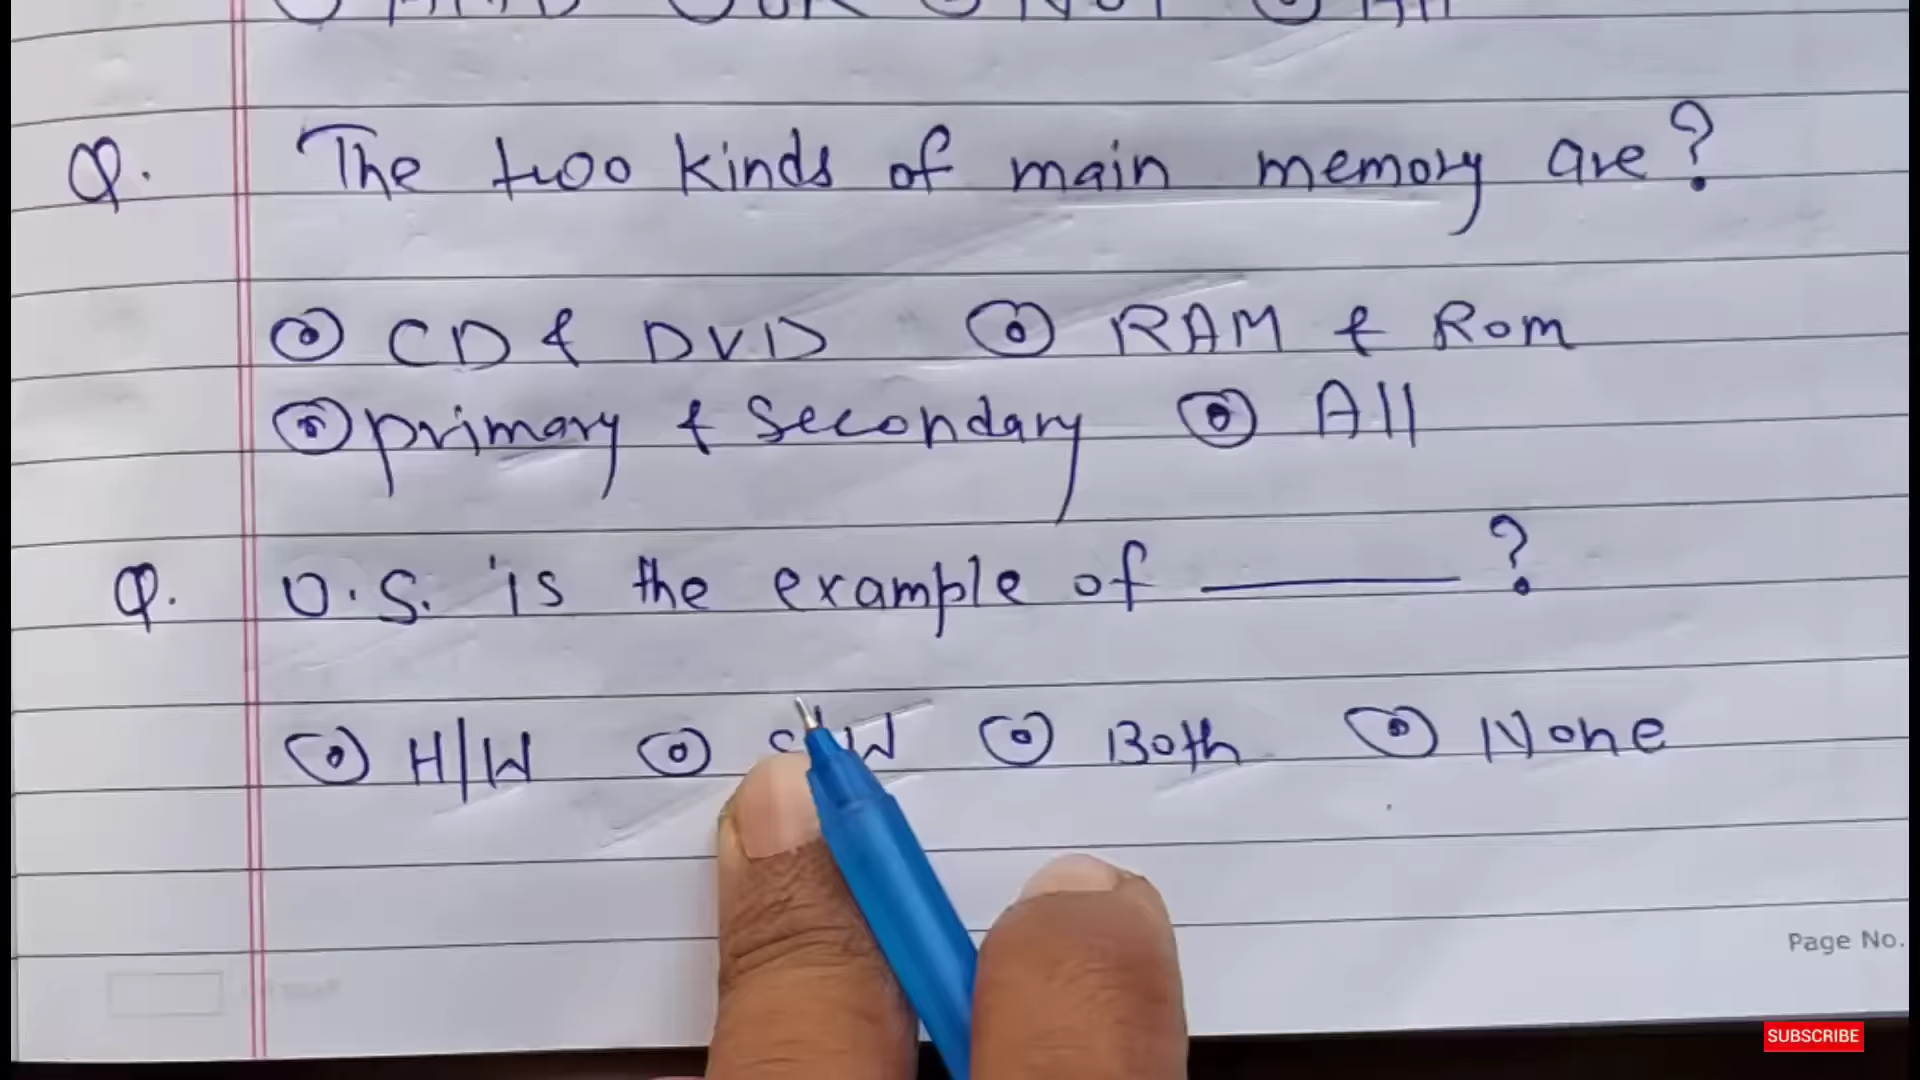 Q. The two kinds of main memory are?
CD & DVD RAM & Rom
primary & Secondary All
Q. O.S. is the example of ______ ?
H/W S/W Both None
Page No.
SUBSCRIBE